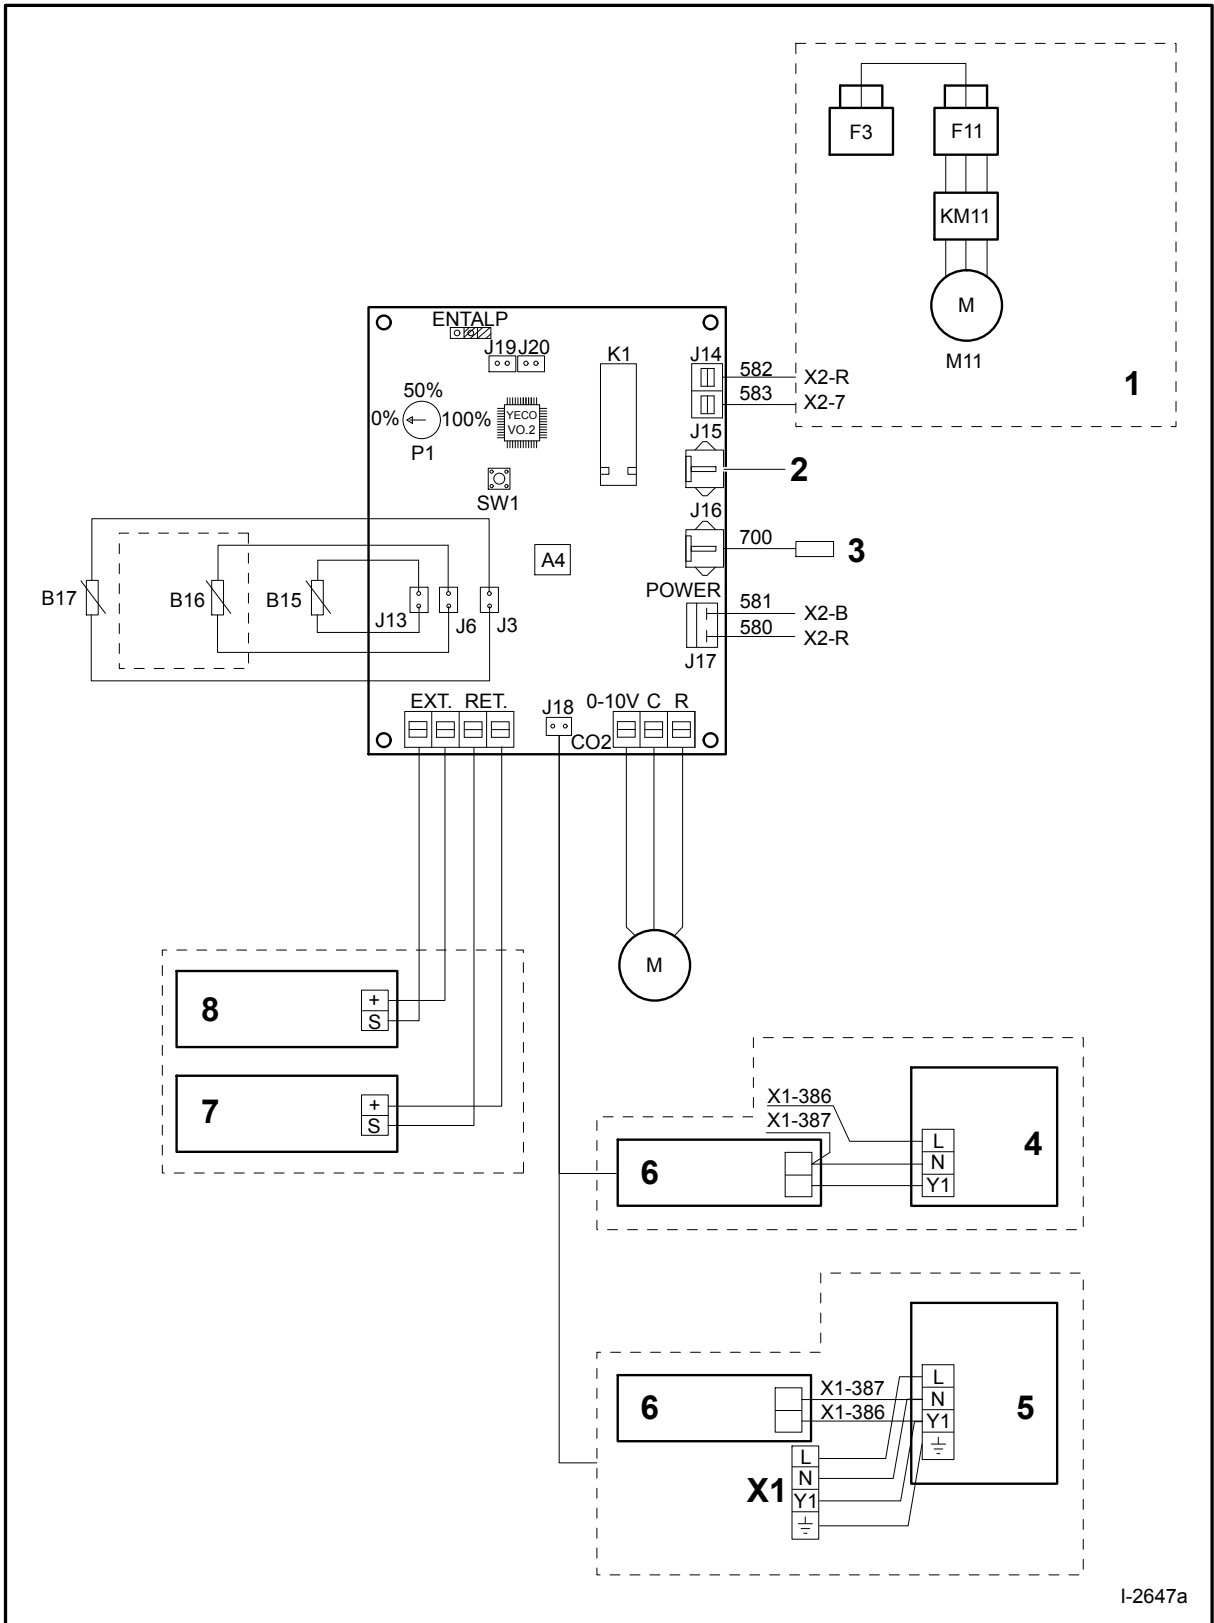 F3
F11
KM11
M
M11
1
ENTALP
J19 J20
K1
J14
582
X2-R
583
X2-7
50%
0%
100%
P1
YECO
VO.2
J15
2
SW1
J16
700
3
A4
B17
B16
B15
J13
J6
J3
POWER
581
X2-B
580
X2-R
J17
EXT. RET.
J18
0-10V C R
CO2
M
8
+
S
7
+
S
X1-386
X1-387
6
L
N
Y1
4
6
X1-387
X1-386
L
N
Y1
5
X1
L
N
Y1
I-2647a